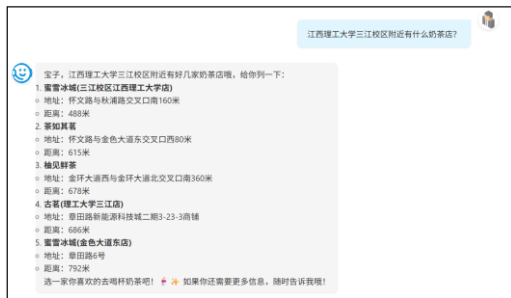 江西理工大学三江校区附近有什么奶茶店？
宝子，江西理工大学三江校区附近有好几家奶茶店哦，给你列一下：
1. 蜜雪冰城(三江校区江西理工大学店)
地址：怀文路与秋浦路交叉口南160米
距离：488米
2. 茶如其茗
地址：怀文路与金色大道东交叉口西80米
距离：615米
3. 柚见鲜茶
地址：金环大道西与金环大道北交叉口南360米
距离：678米
4. 古茗(理工大学三江店)
地址：章田路新能源科技城二期3-23-3商铺
距离：686米
5. 蜜雪冰城(金色大道东店)
地址：章田路6号
距离：792米
选一家你喜欢的去喝杯奶茶吧！🍹✨ 如果你还需要更多信息，随时告诉我哦！